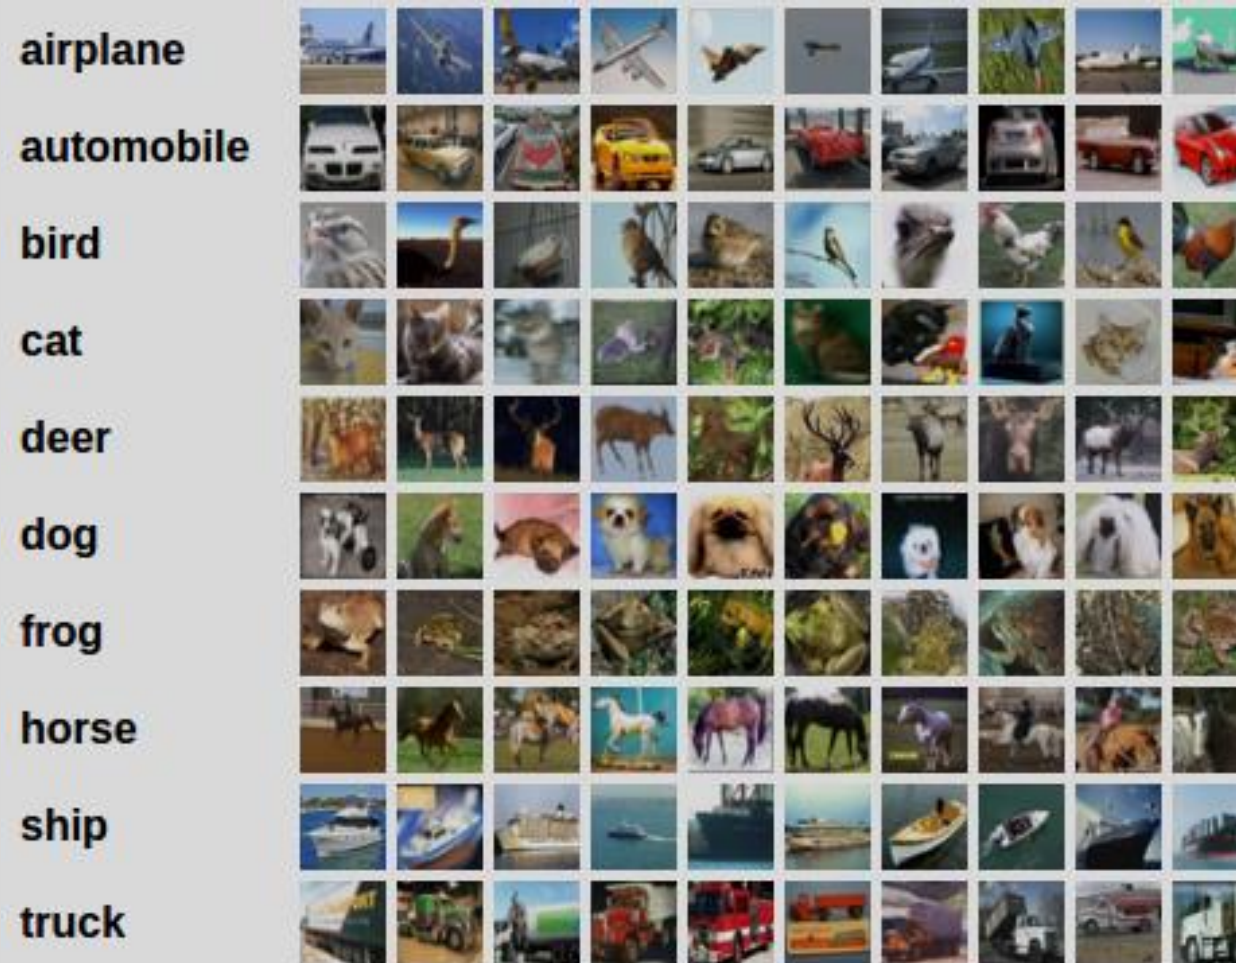 airplane
automobile
bird
cat
deer
dog
frog
horse
ship
truck